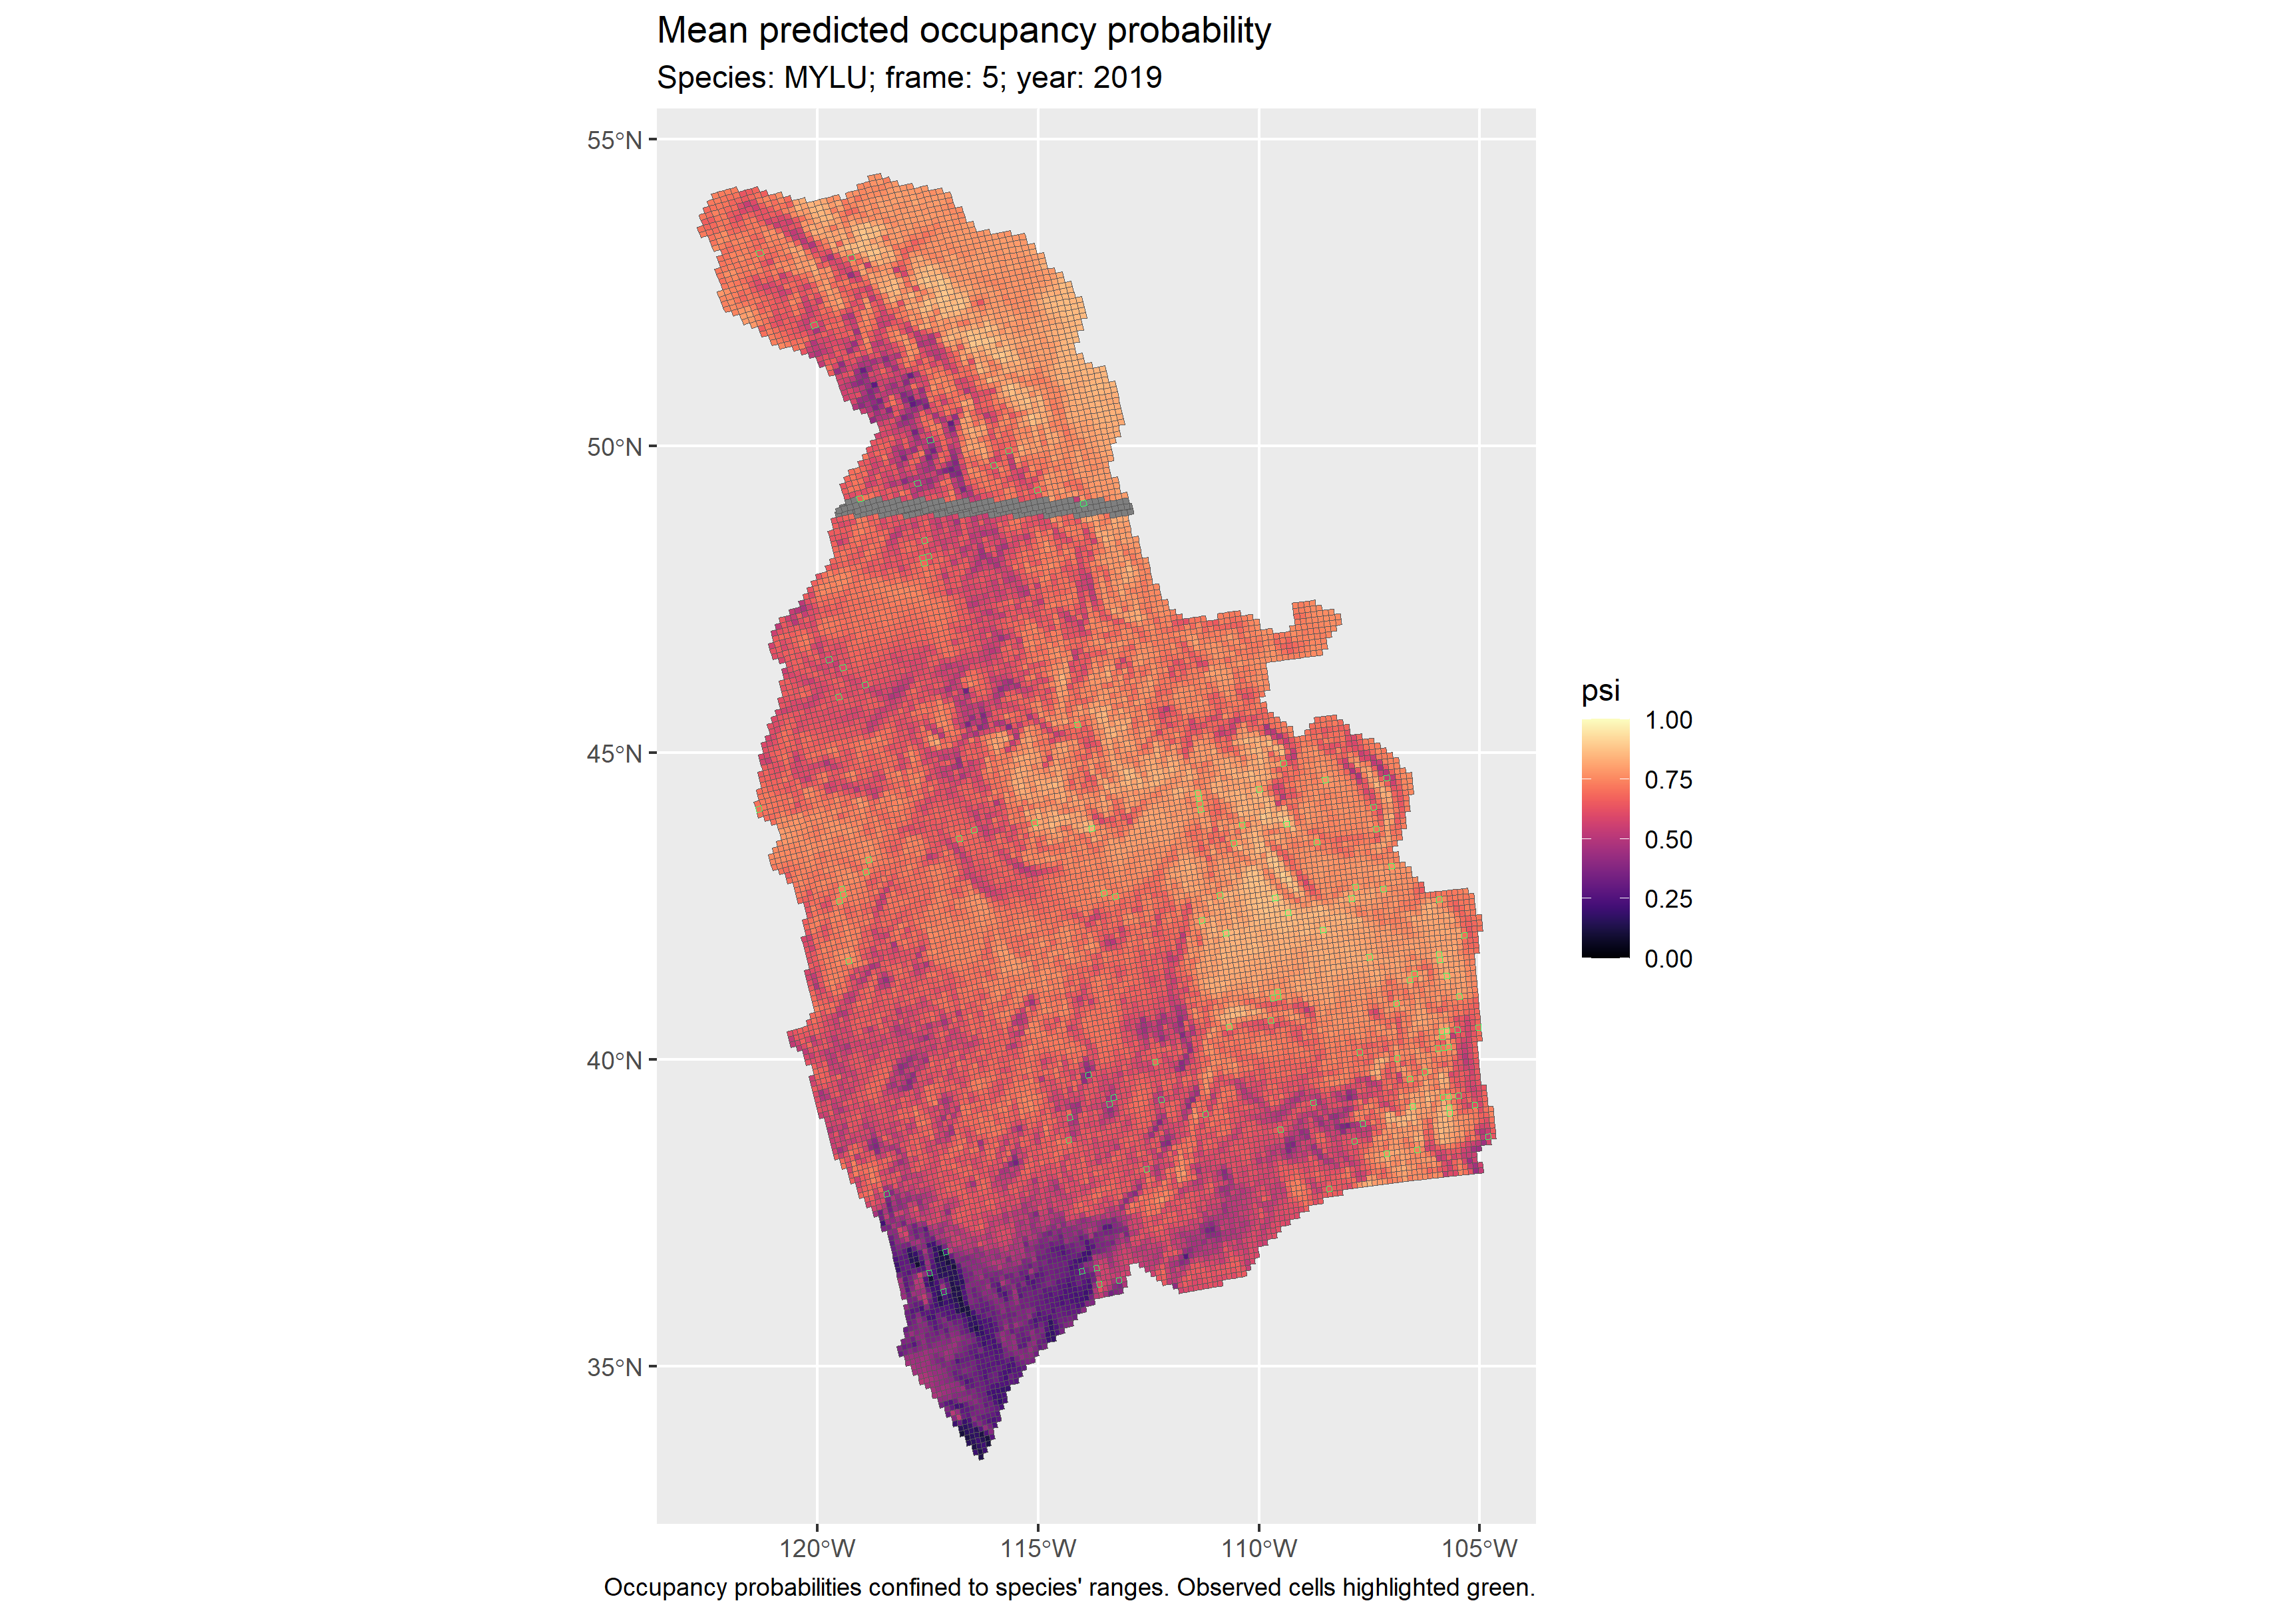 Mean predicted occupancy probability
Species: MYLU; frame: 5; year: 2019
55°N
50°N
45°N
40°N
35°N
120°W
115°W
110°W
105°W
psi
1.00
0.75
0.50
0.25
0.00
Occupancy probabilities confined to species' ranges. Observed cells highlighted green.